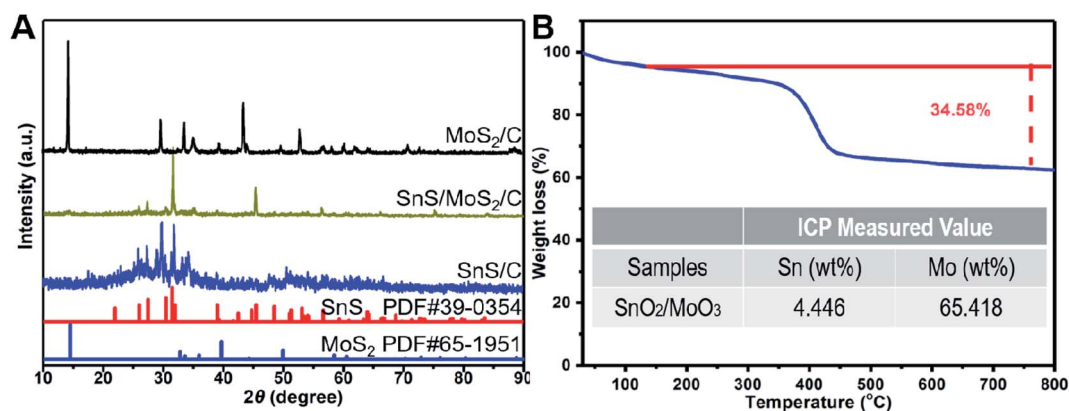 A
Intensity (a.u.)
MoS₂/C
SnS/MoS₂/C
SnS/C
SnS PDF#39-0354
MoS₂ PDF#65-1951
10 20 30 40 50 60 70 80 90
2θ (degree)
B
Weight loss (%)
100
80
60
40
20
0
34.58%
ICP Measured Value
Samples Sn (wt%) Mo (wt%)
SnO₂/MoO₃ 4.446 65.418
100 200 300 400 500 600 700 800
Temperature (°C)